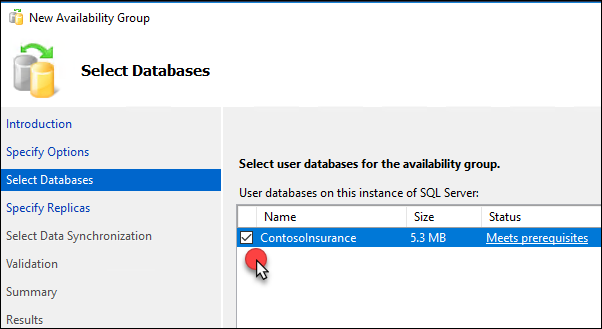 New Availability Group
Select Databases
Introduction
Specify Options
Select Databases
Specify Replicas
Select Data Synchronization
Validation
Summary
Results
Select user databases for the availability group.
User databases on this instance of SQL Server:
Name Size Status
ContosoInsurance 5.3 MB Meets prerequisites